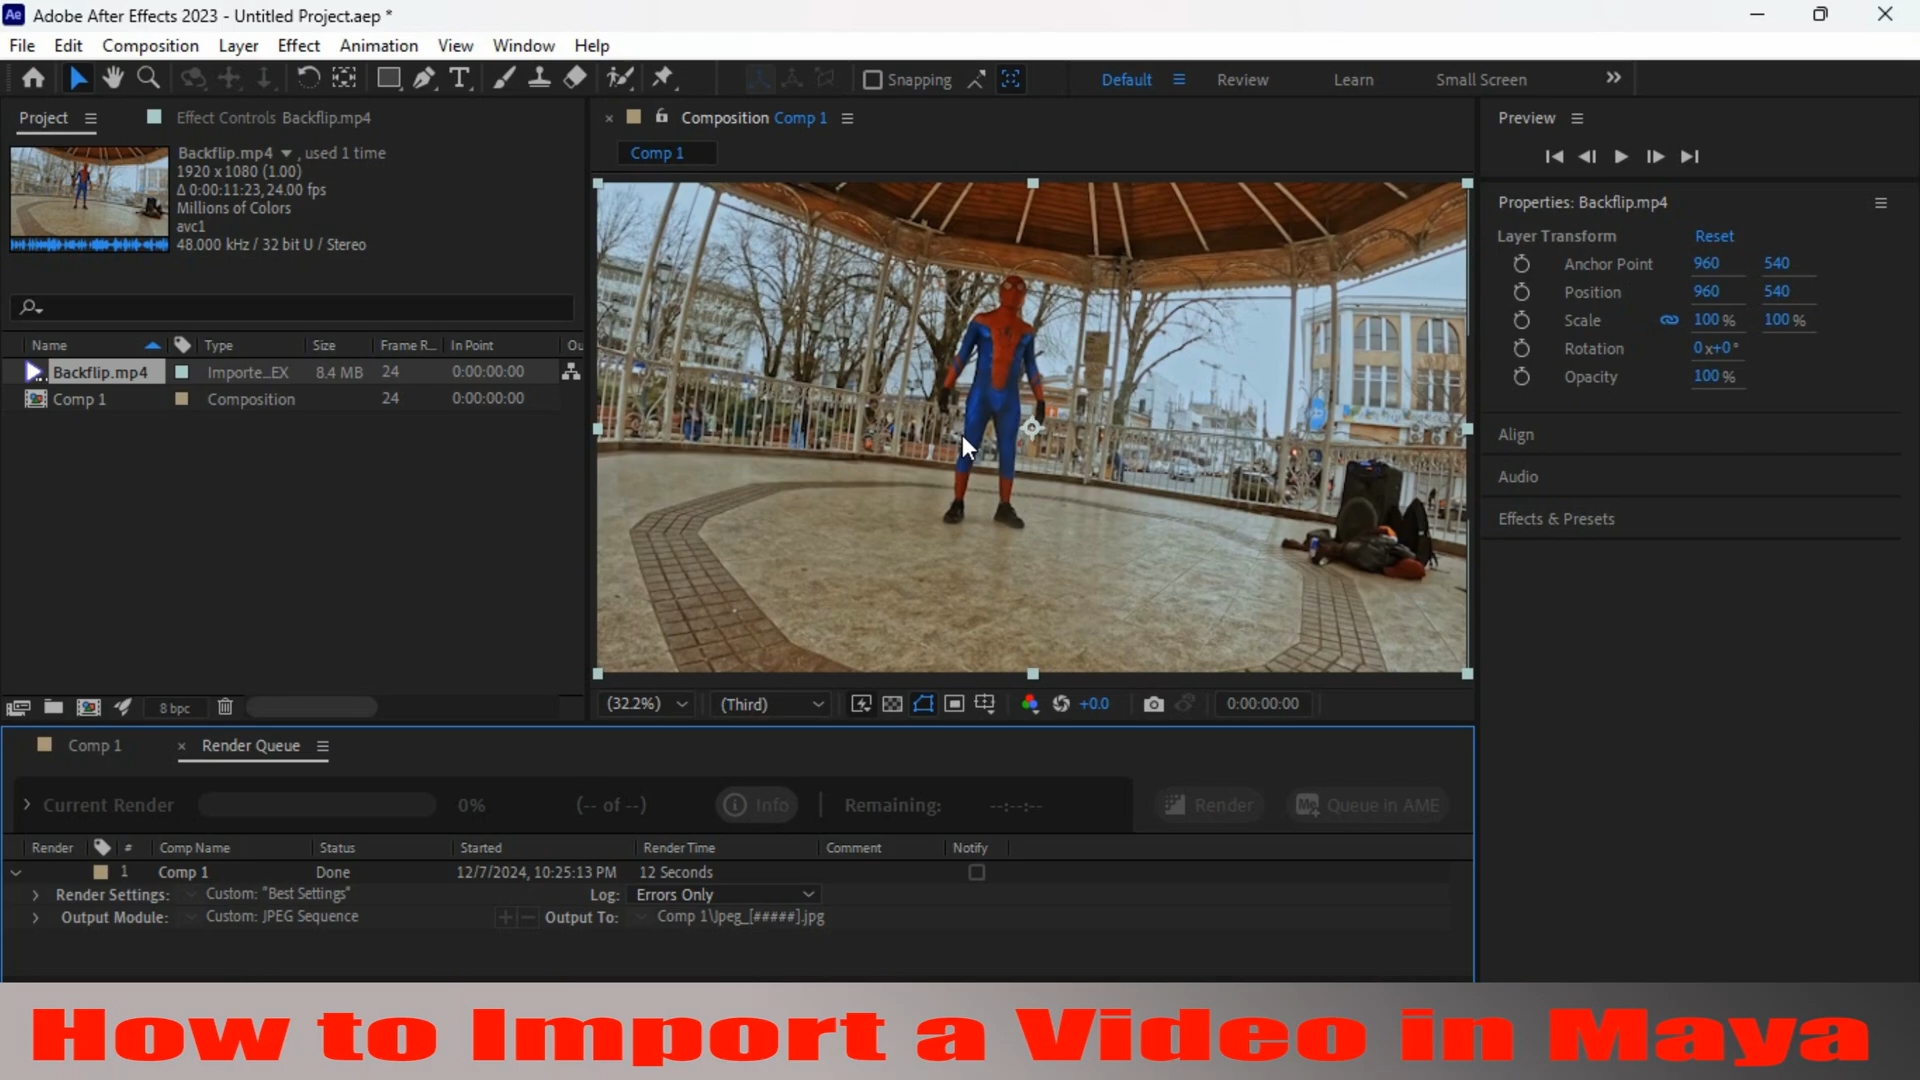 Ae Adobe After Effects 2023 - Untitled Project.aep *
File Edit Composition Layer Effect Animation View Window Help
Snapping Default Review Learn Small Screen
Project Effect Controls Backflip.mp4
Backflip.mp4 , used 1 time
1920 x 1080 (1.00)
Δ 0:00:11:23, 24.00 fps
Millions of Colors
avc1
48.000 kHz / 32 bit U / Stereo
Name Type Size Frame R... In Point Ou
Backflip.mp4 Importe...EX 8.4 MB 24 0:00:00:00
Comp 1 Composition 24 0:00:00:00
8 bpc
Composition Comp 1
Comp 1
(32.2%) (Third) +0.0 0:00:00:00
Preview
Properties: Backflip.mp4
Layer Transform Reset
Anchor Point 960 540
Position 960 540
Scale 100 % 100 %
Rotation 0x+0°
Opacity 100 %
Align
Audio
Effects & Presets
Comp 1 Render Queue
Current Render 0% (-- of --) Info Remaining: --:--:-- Render Me Queue in AME
Render # Comp Name Status Started Render Time Comment Notify
1 Comp 1 Done 12/7/2024, 10:25:13 PM 12 Seconds
Render Settings: Custom: "Best Settings" Log: Errors Only
Output Module: Custom: JPEG Sequence + − Output To: Comp 1\Jpeg_[#####].jpg
How to Import a Video in Maya